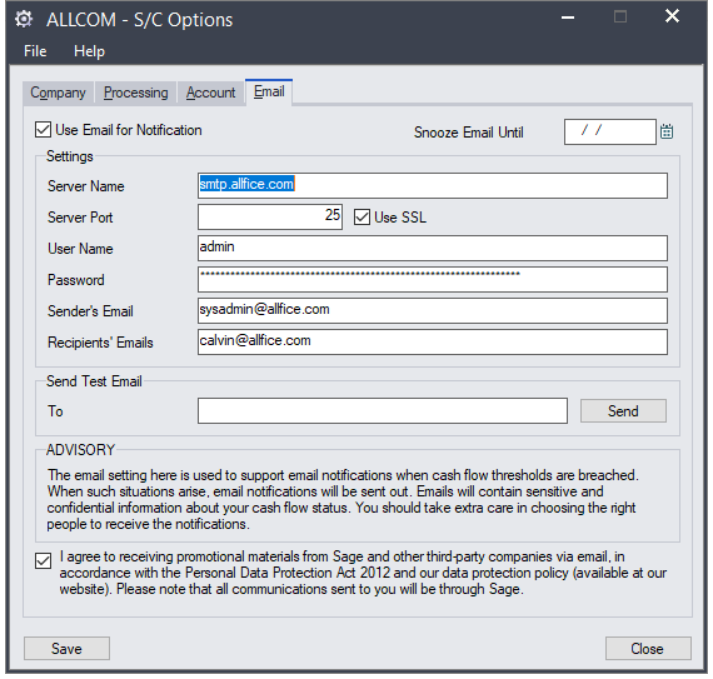 ALLCOM - S/C Options
File Help
Company Processing Account Email
Use Email for Notification Snooze Email Until / /
Settings
Server Name smtp.allfice.com
Server Port 25 Use SSL
User Name admin
Password ****************************************************************
Sender's Email sysadmin@allfice.com
Recipients' Emails calvin@allfice.com
Send Test Email
To Send
ADVISORY
The email setting here is used to support email notifications when cash flow thresholds are breached.
When such situations arise, email notifications will be sent out. Emails will contain sensitive and
confidential information about your cash flow status. You should take extra care in choosing the right
people to receive the notifications.
I agree to receiving promotional materials from Sage and other third-party companies via email, in
accordance with the Personal Data Protection Act 2012 and our data protection policy (available at our
website). Please note that all communications sent to you will be through Sage.
Save Close